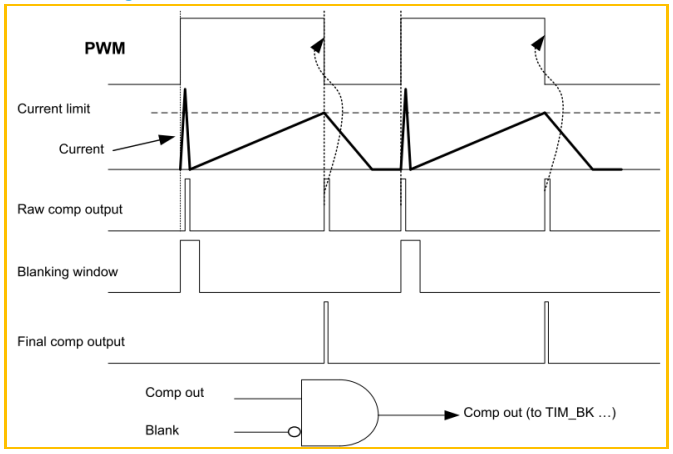 PWM
Current limit
Current
Raw comp output
Blanking window
Final comp output
Comp out
Comp out (to TIM_BK …)
Blank